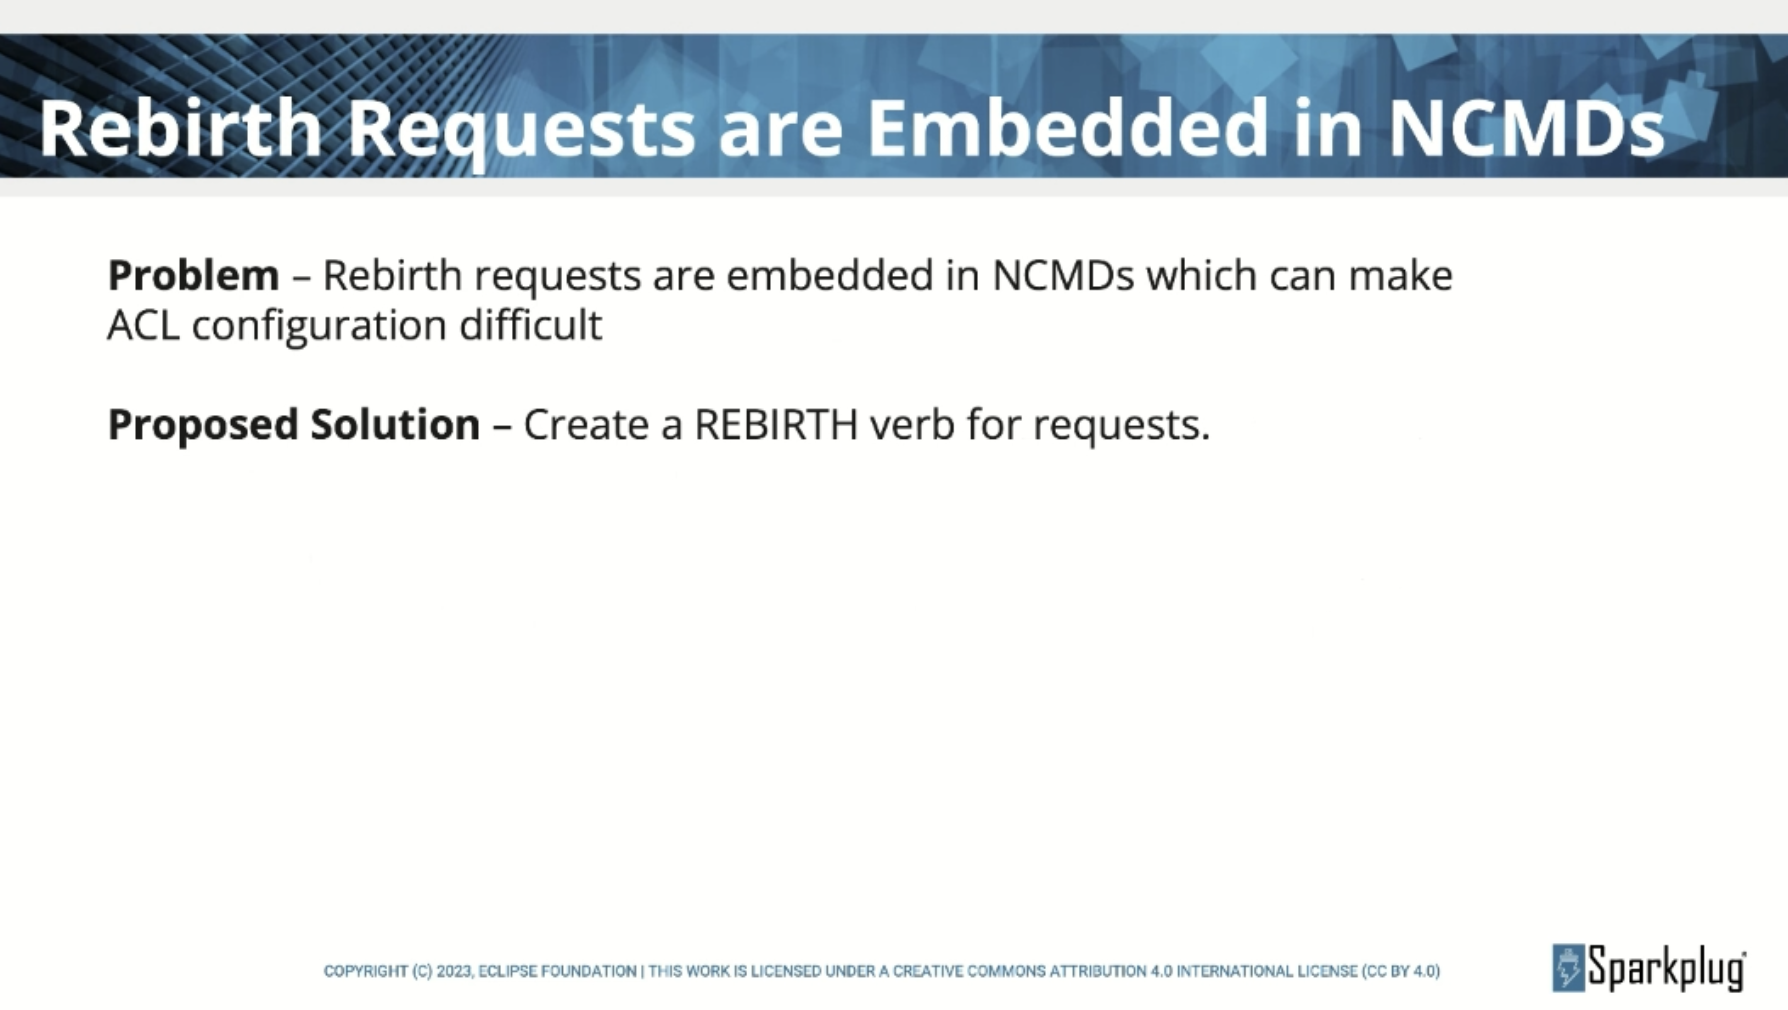 Rebirth Requests are Embedded in NCMDs
Problem – Rebirth requests are embedded in NCMDs which can make
ACL configuration difficult
Proposed Solution – Create a REBIRTH verb for requests.
COPYRIGHT (C) 2023, ECLIPSE FOUNDATION | THIS WORK IS LICENSED UNDER A CREATIVE COMMONS ATTRIBUTION 4.0 INTERNATIONAL LICENSE (CC BY 4.0)
Sparkplug